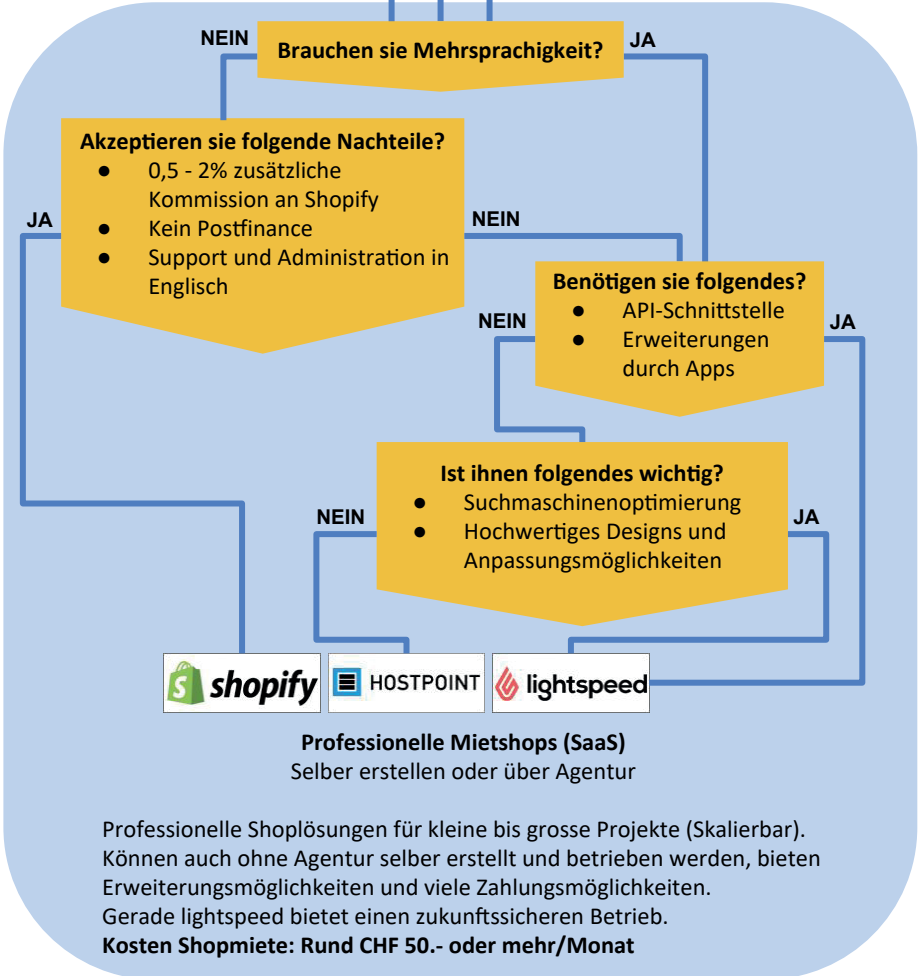 NEIN
Brauchen sie Mehrsprachigkeit?
JA
Akzeptieren sie folgende Nachteile?
● 0,5 - 2% zusätzliche
Kommission an Shopify
● Kein Postfinance
● Support und Administration in
Englisch
JA
NEIN
Benötigen sie folgendes?
● API-Schnittstelle
● Erweiterungen
durch Apps
NEIN
JA
Ist ihnen folgendes wichtig?
● Suchmaschinenoptimierung
● Hochwertiges Designs und
Anpassungsmöglichkeiten
NEIN
JA
shopify
HOSTPOINT
lightspeed
Professionelle Mietshops (SaaS)
Selber erstellen oder über Agentur
Professionelle Shoplösungen für kleine bis grosse Projekte (Skalierbar).
Können auch ohne Agentur selber erstellt und betrieben werden, bieten
Erweiterungsmöglichkeiten und viele Zahlungsmöglichkeiten.
Gerade lightspeed bietet einen zukunftssicheren Betrieb.
Kosten Shopmiete: Rund CHF 50.- oder mehr/Monat